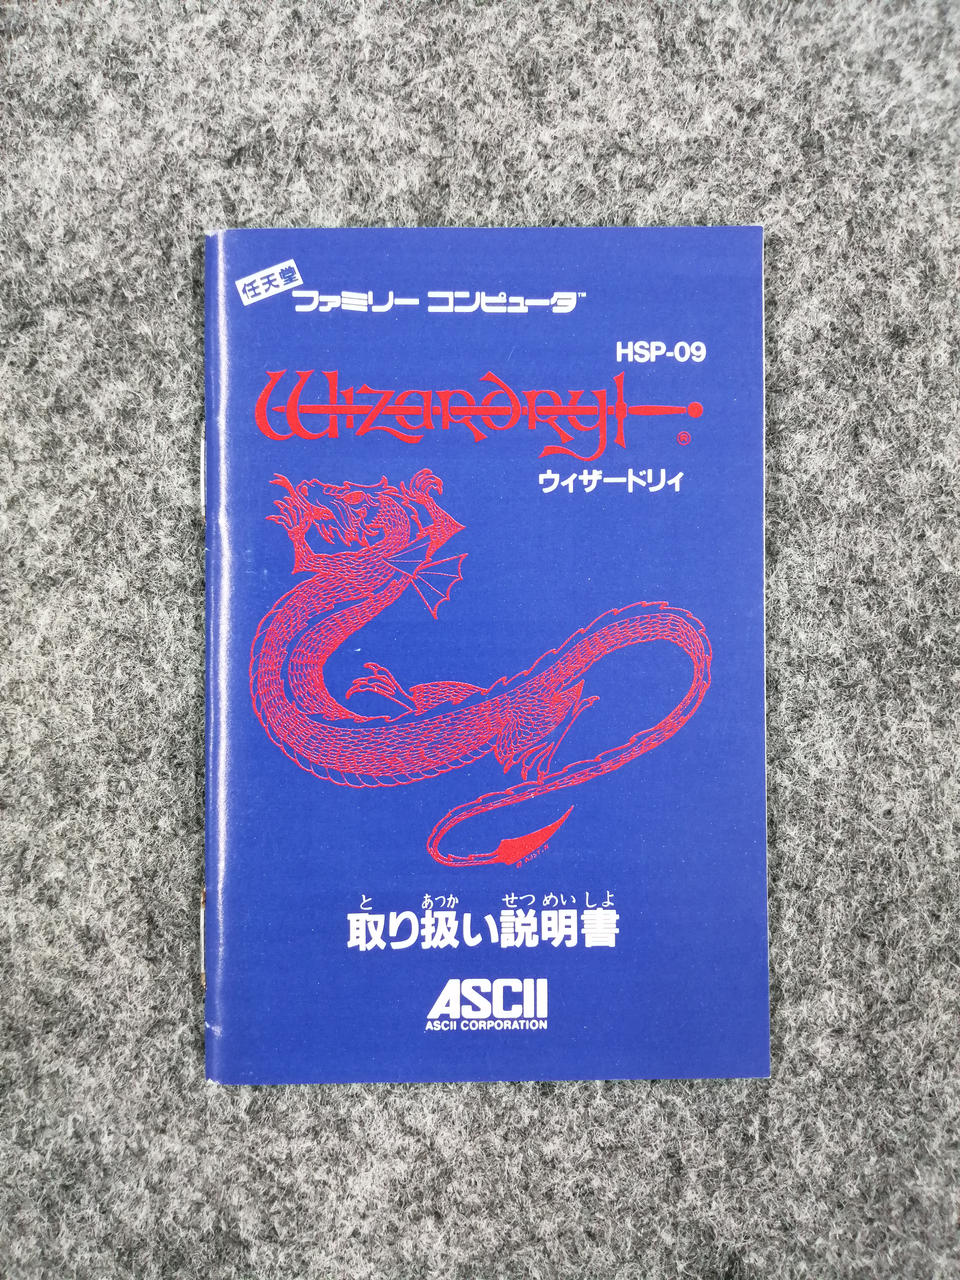 任天堂
ファミリー コンピュータ™
HSP-09
Wizardry
®
ウィザードリィ
と あつか せつ めい しよ
取り扱い説明書
ASCII
ASCII CORPORATION